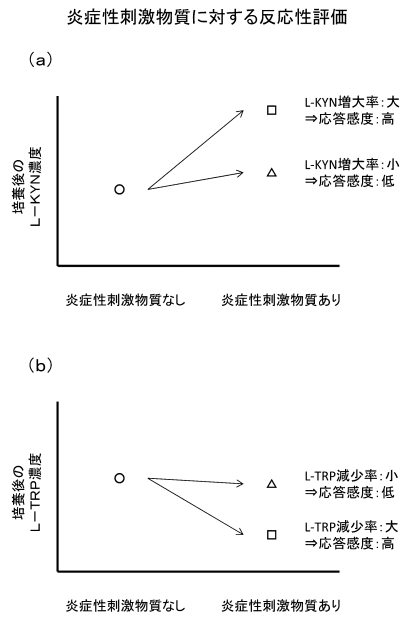 炎症性刺激物質に対する反応性評価
(a)
L-KYN増大率：大
⇒応答感度：高
L-KYN増大率：小
⇒応答感度：低
培養後の
L－KYN濃度
炎症性刺激物質なし 炎症性刺激物質あり
(b)
L-TRP減少率：小
⇒応答感度：低
L-TRP減少率：大
⇒応答感度：高
培養後の
L－TRP濃度
炎症性刺激物質なし 炎症性刺激物質あり